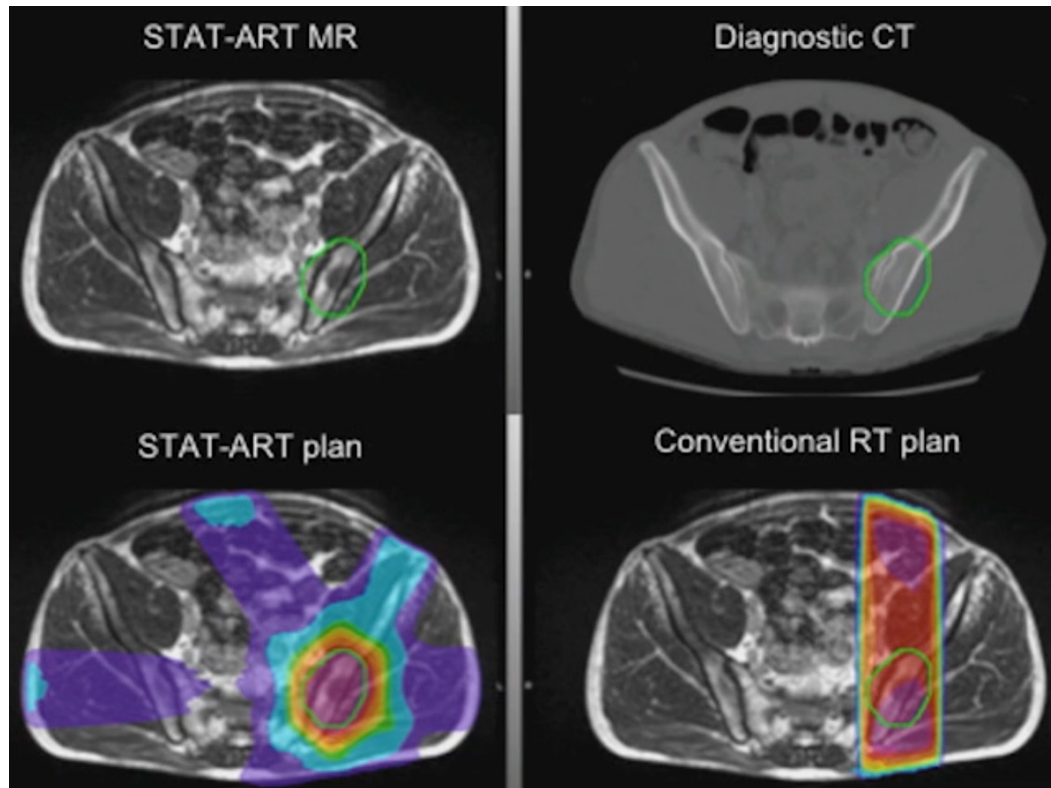 STAT-ART MR
Diagnostic CT
STAT-ART plan
Conventional RT plan